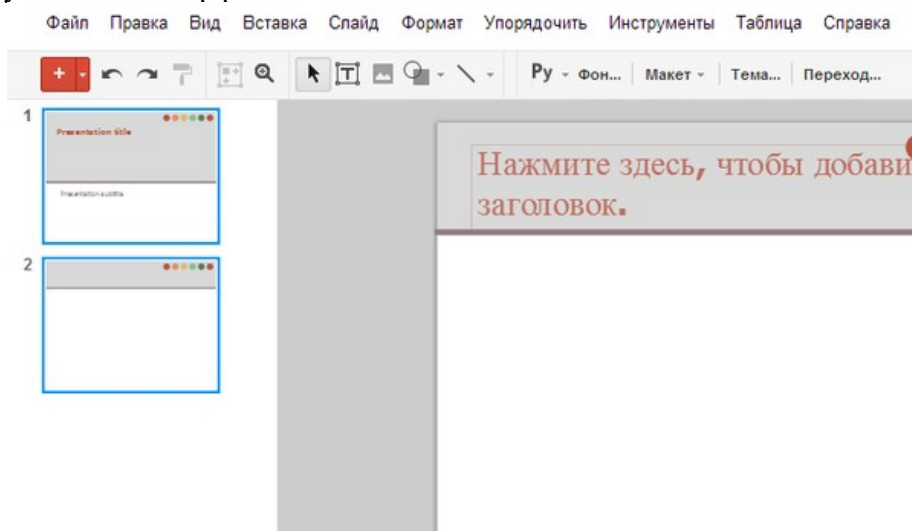 Файл Правка Вид Вставка Слайд Формат Упорядочить Инструменты Таблица Справка
Ру Фон... Макет Тема... Переход...
1
Presentation title
Presentation subtitle
2
Нажмите здесь, чтобы добави
заголовок.